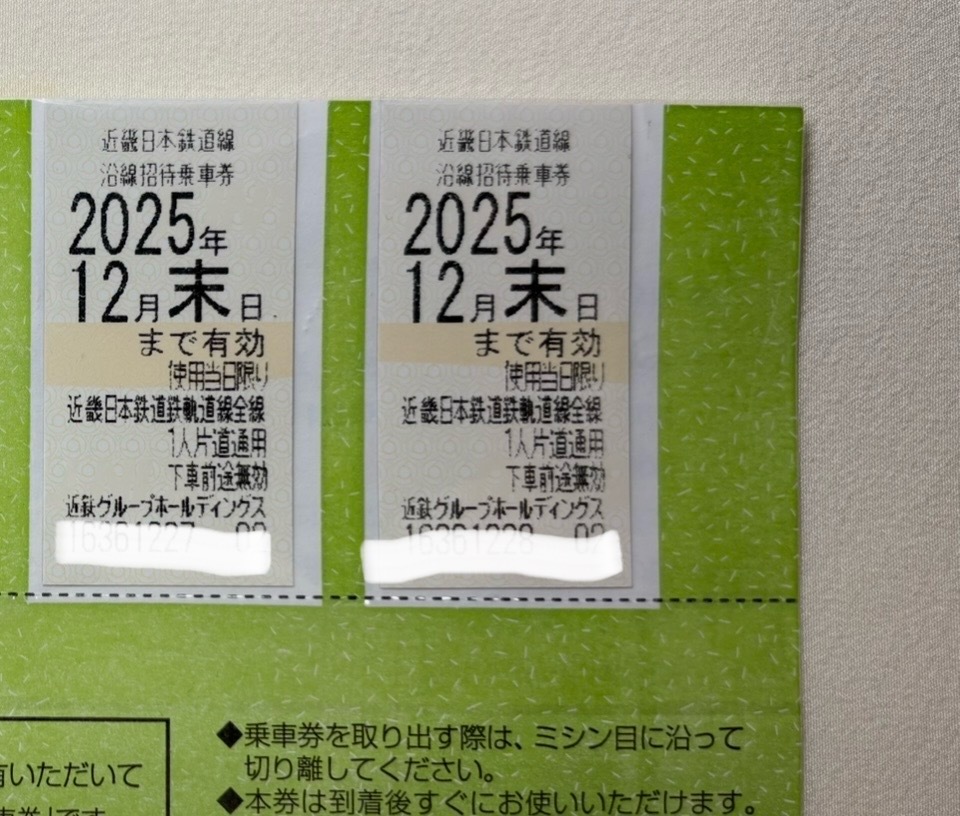 近畿日本鉄道線
沿線招待乗車券
2025年
12月末日
まで有効
使用当日限り
近畿日本鉄道鉄軌道線全線
1人片道通用
下車前途無効
近鉄グループホールディングス
近畿日本鉄道線
沿線招待乗車券
2025年
12月末日
まで有効
使用当日限り
近畿日本鉄道鉄軌道線全線
1人片道通用
下車前途無効
近鉄グループホールディングス
いただいて
です
◆乗車券を取り出す際は、ミシン目に沿って
切り離してください。
◆本券は到着後すぐにお使いいただけます。